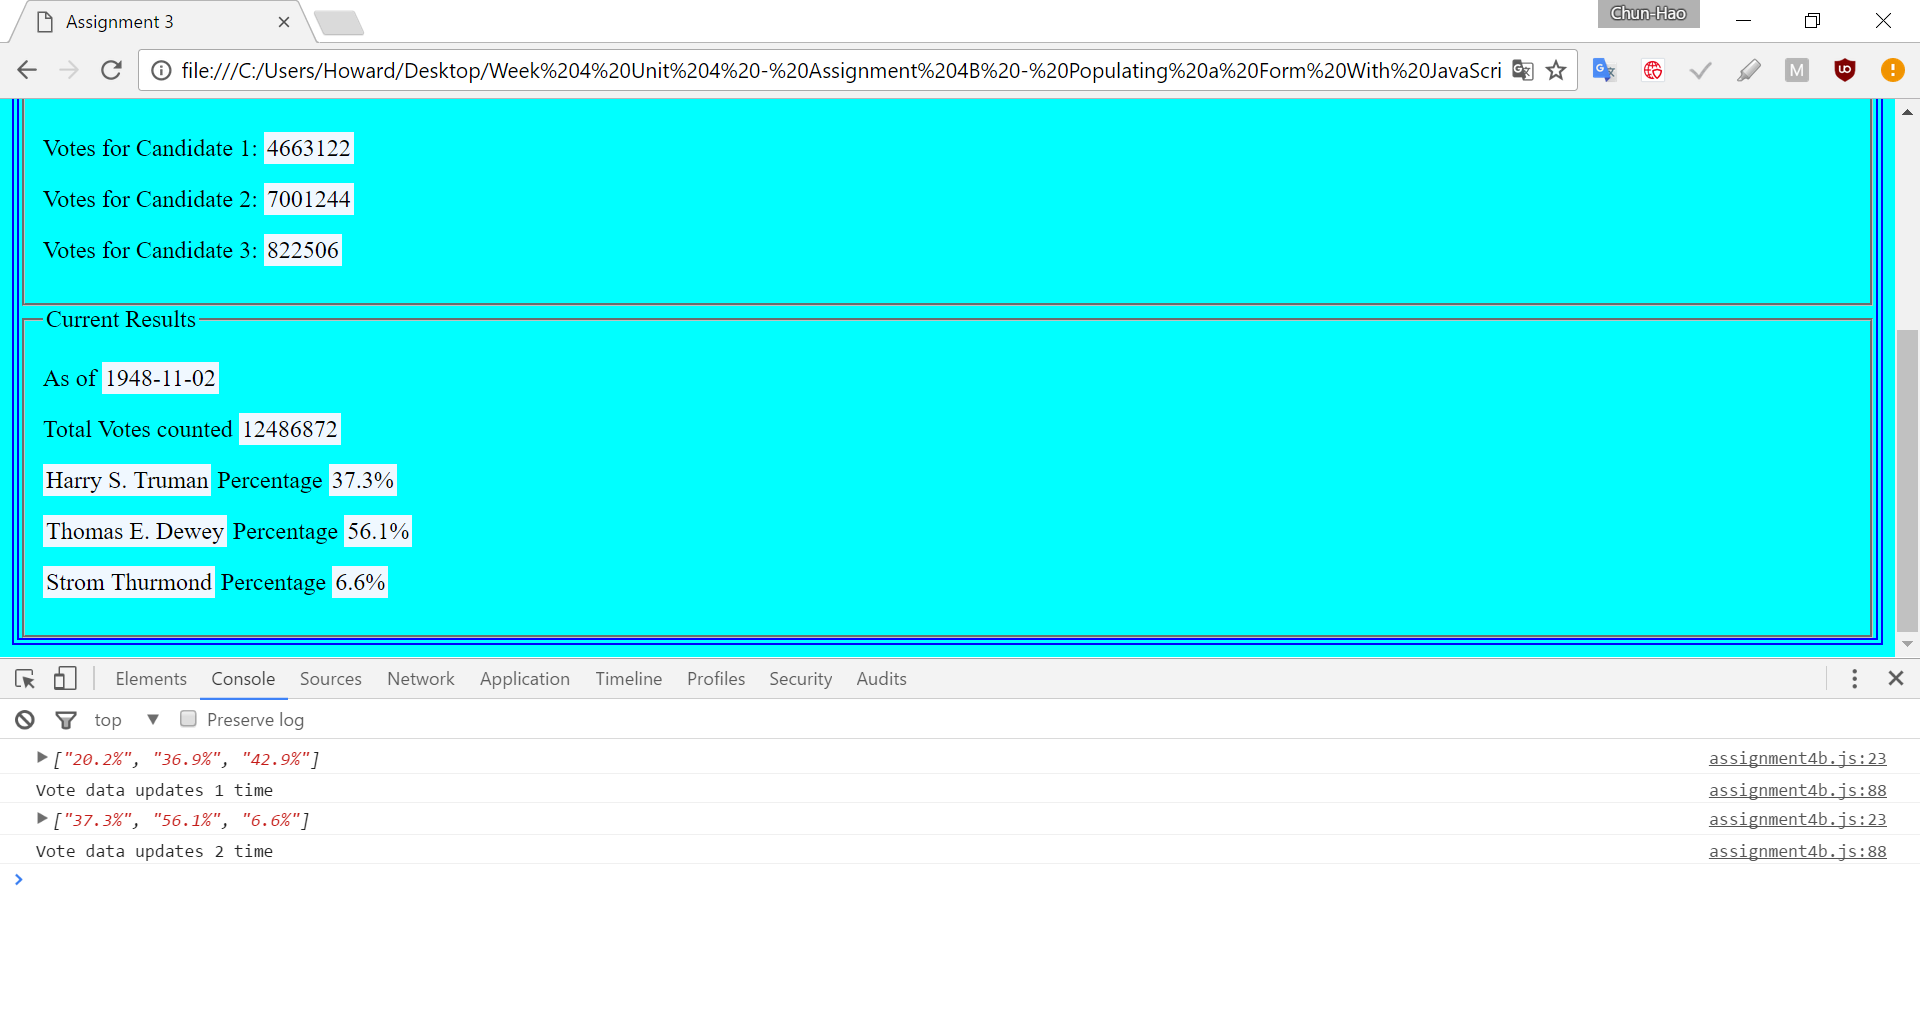 Assignment 3
Chun-Hao
file:///C:/Users/Howard/Desktop/Week%204%20Unit%204%20-%20Assignment%204B%20-%20Populating%20a%20Form%20With%20JavaScri
Votes for Candidate 1: 4663122
Votes for Candidate 2: 7001244
Votes for Candidate 3: 822506
Current Results
As of 1948-11-02
Total Votes counted 12486872
Harry S. Truman Percentage 37.3%
Thomas E. Dewey Percentage 56.1%
Strom Thurmond Percentage 6.6%
Elements Console Sources Network Application Timeline Profiles Security Audits
top Preserve log
["20.2%", "36.9%", "42.9%"] assignment4b.js:23
Vote data updates 1 time assignment4b.js:88
["37.3%", "56.1%", "6.6%"] assignment4b.js:23
Vote data updates 2 time assignment4b.js:88